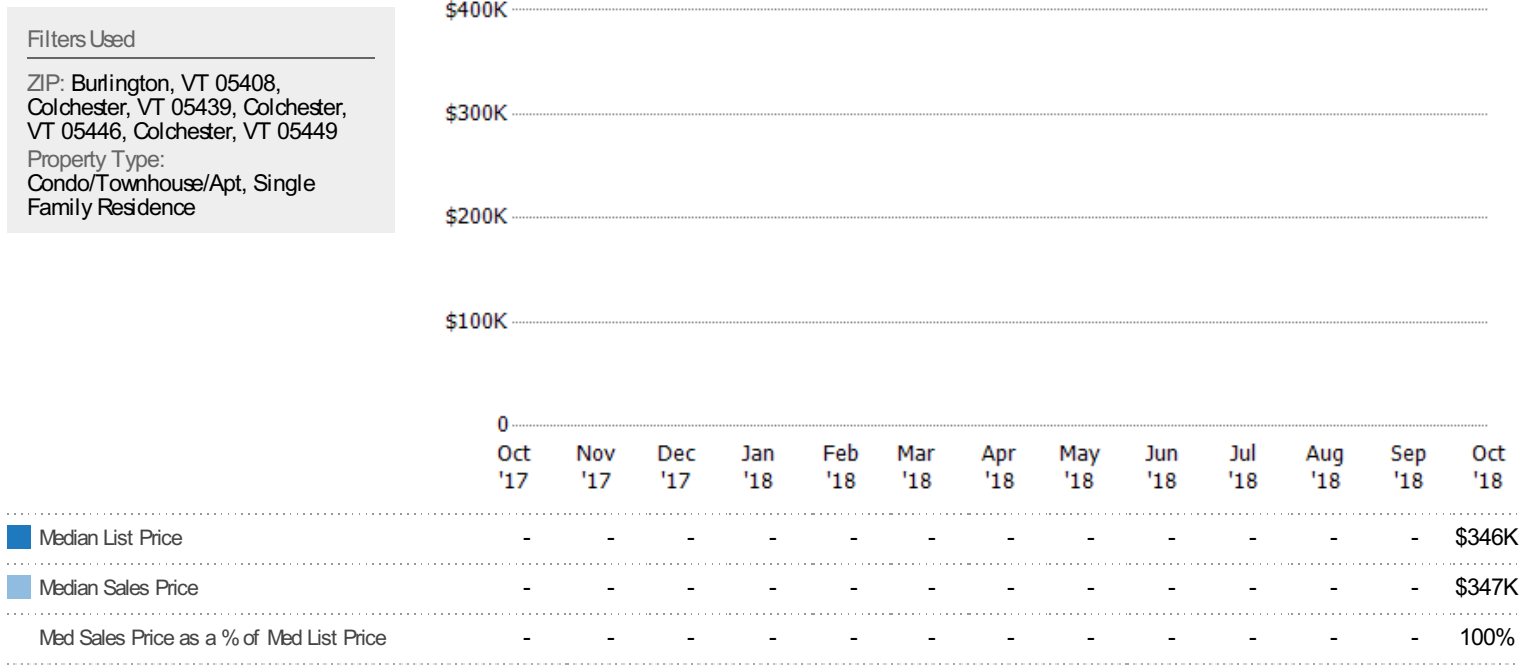 Filters Used
ZIP: Burlington, VT 05408,
Colchester, VT 05439, Colchester,
VT 05446, Colchester, VT 05449
Property Type:
Condo/Townhouse/Apt, Single
Family Residence
$400K
$300K
$200K
$100K
0
Oct Nov Dec Jan Feb Mar Apr May Jun Jul Aug Sep Oct
'17 '17 '17 '18 '18 '18 '18 '18 '18 '18 '18 '18 '18
Median List Price - - - - - - - - - - - - $346K
Median Sales Price - - - - - - - - - - - - $347K
Med Sales Price as a % of Med List Price - - - - - - - - - - - - 100%